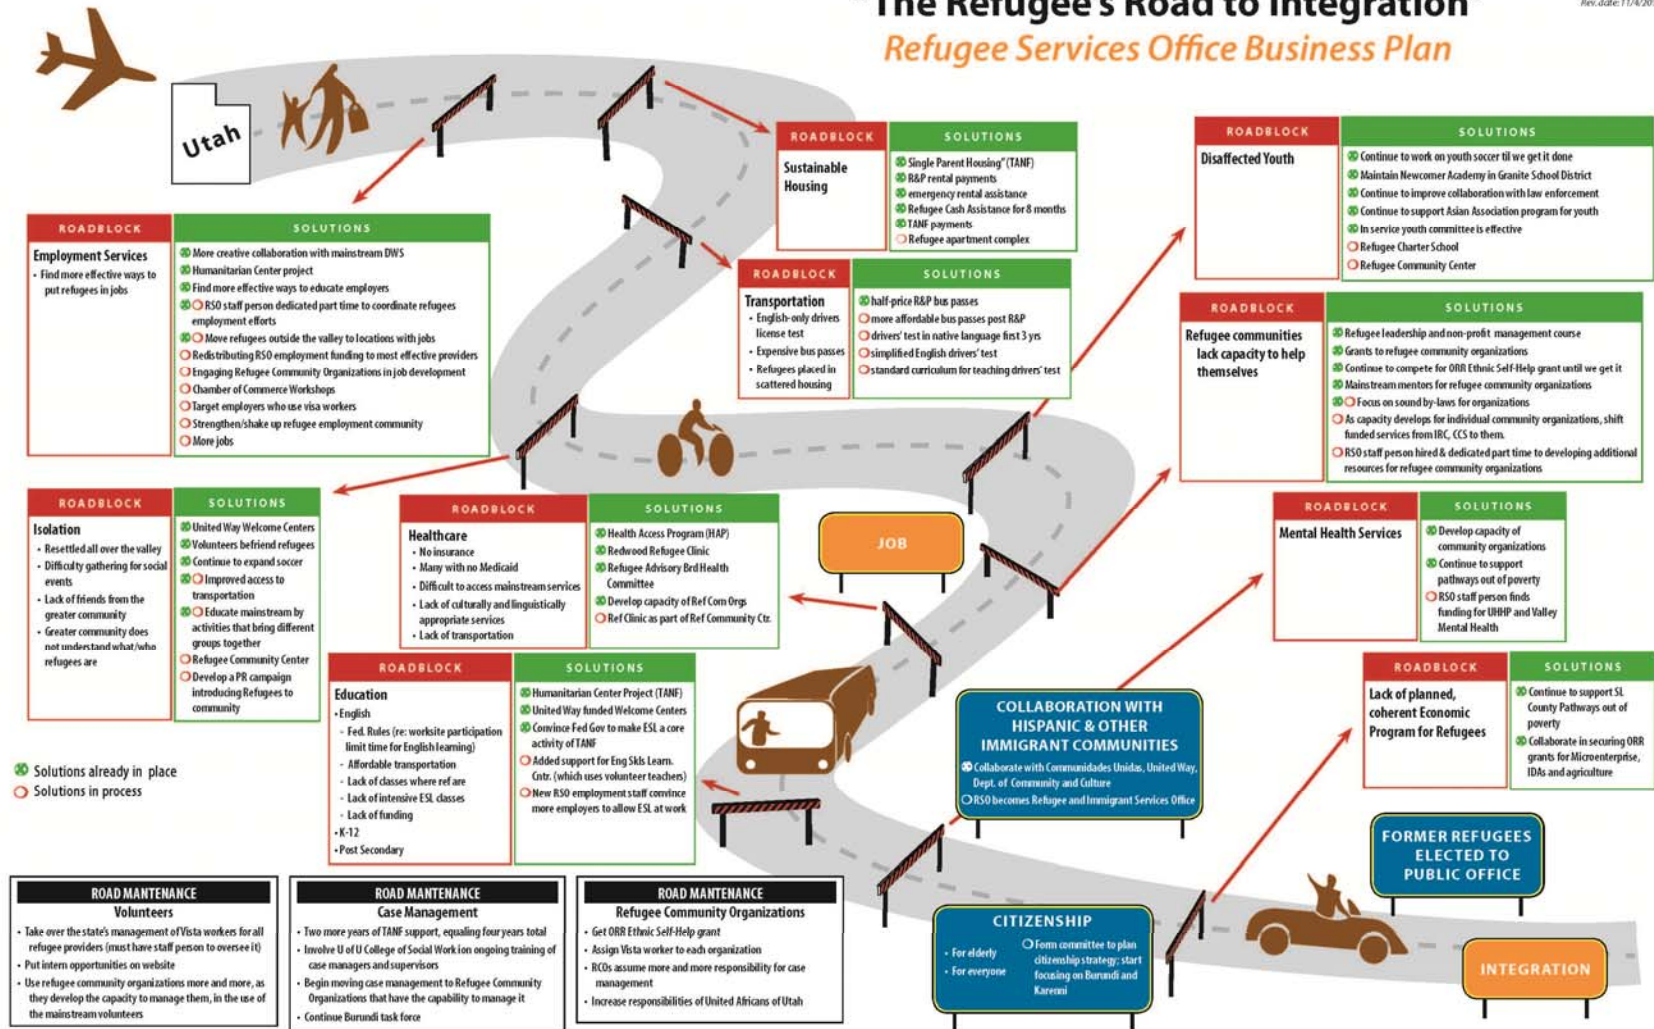 "The Refugee's Road to Integration"
Refugee Services Office Business Plan
Utah
ROADBLOCK
Employment Services
• Find more effective ways to
put refugees in jobs
SOLUTIONS
More creative collaboration with mainstream DWS
Humanitarian Center project
Find more effective ways to educate employers
RSO staff person dedicated part time to coordinate refugees
employment efforts
Move refugees outside the valley to locations with jobs
Redistributing RSO employment funding to most effective providers
Engaging Refugee Community Organizations in job development
Chamber of Commerce Workshops
Target employers who use visa workers
Strengthen/shake up refugee employment community
More jobs
ROADBLOCK
Sustainable
Housing
SOLUTIONS
Single Parent Housing" (TANF)
R&P rental payments
emergency rental assistance
Refugee Cash Assistance for 8 months
TANF payments
Refugee apartment complex
ROADBLOCK
Transportation
• English-only drivers
license test
• Expensive bus passes
• Refugees placed in
scattered housing
SOLUTIONS
half-price R&P bus passes
more affordable bus passes post R&P
drivers' test in native language first 3 yrs
simplified English drivers' test
standard curriculum for teaching drivers' test
ROADBLOCK
Disaffected Youth
SOLUTIONS
Continue to work on youth soccer til we get it done
Maintain Newcomer Academy in Granite School District
Continue to improve collaboration with law enforcement
Continue to support Asian Association program for youth
In service youth committee is effective
Refugee Charter School
Refugee Community Center
ROADBLOCK
Refugee communities
lack capacity to help
themselves
SOLUTIONS
Refugee leadership and non-profit management course
Grants to refugee community organizations
Continue to compete for ORR Ethnic Self-Help grant until we get it
Mainstream mentors for refugee community organizations
Focus on sound by-laws for organizations
As capacity develops for individual community organizations, shift
funded services from IRC, CCS to them.
RSO staff person hired & dedicated part time to developing additional
resources for refugee community organizations
ROADBLOCK
Isolation
• Resettled all over the valley
• Difficulty gathering for social
events
• Lack of friends from the
greater community
• Greater community does
not understand what/who
refugees are
SOLUTIONS
United Way Welcome Centers
Volunteers befriend refugees
Continue to expand soccer
Improved access to
transportation
Educate mainstream by
activities that bring different
groups together
Refugee Community Center
Develop a PR campaign
introducing Refugees to
community
ROADBLOCK
Healthcare
• No insurance
• Many with no Medicaid
• Difficult to access mainstream services
• Lack of culturally and linguistically
appropriate services
• Lack of transportation
SOLUTIONS
Health Access Program (HAP)
Redwood Refugee Clinic
Refugee Advisory Brd Health
Committee
Develop capacity of Ref Com Orgs
Ref Clinic as part of Ref Community Ctr.
JOB
ROADBLOCK
Mental Health Services
SOLUTIONS
Develop capacity of
community organizations
Continue to support
pathways out of poverty
RSO staff person finds
funding for UHHP and Valley
Mental Health
ROADBLOCK
Education
• English
- Fed. Rules (re: worksite participation
limit time for English learning)
- Affordable transportation
- Lack of classes where ref are
- Lack of intensive ESL classes
- Lack of funding
• K-12
• Post Secondary
SOLUTIONS
Humanitarian Center Project (TANF)
United Way funded Welcome Centers
Convince Fed Gov to make ESL a core
activity of TANF
Added support for Eng Skls Learn.
Cntr. (which uses volunteer teachers)
New RSO employment staff convince
more employers to allow ESL at work
COLLABORATION WITH
HISPANIC & OTHER
IMMIGRANT COMMUNITIES
Collaborate with Communidades Unidas, United Way,
Dept. of Community and Culture
RSO becomes Refugee and Immigrant Services Office
ROADBLOCK
Lack of planned,
coherent Economic
Program for Refugees
SOLUTIONS
Continue to support SL
County Pathways out of
poverty
Collaborate in securing ORR
grants for Microenterprise,
IDAs and agriculture
Solutions already in place
Solutions in process
FORMER REFUGEES
ELECTED TO
PUBLIC OFFICE
CITIZENSHIP
• For elderly
• For everyone
Form committee to plan
citizenship strategy; start
focusing on Burundi and
Karenni
INTEGRATION
ROAD MANTENANCE
Volunteers
• Take over the state's management of Vista workers for all
refugee providers (must have staff person to oversee it)
• Put intern opportunities on website
• Use refugee community organizations more and more, as
they develop the capacity to manage them, in the use of
the mainstream volunteers
ROAD MANTENANCE
Case Management
• Two more years of TANF support, equaling four years total
• Involve U of U College of Social Work ion ongoing training of
case managers and supervisors
• Begin moving case management to Refugee Community
Organizations that have the capability to manage it
• Continue Burundi task force
ROAD MANTENANCE
Refugee Community Organizations
• Get ORR Ethnic Self-Help grant
• Assign Vista worker to each organization
• RCOs assume more and more responsibility for case
management
• Increase responsibilities of United Africans of Utah